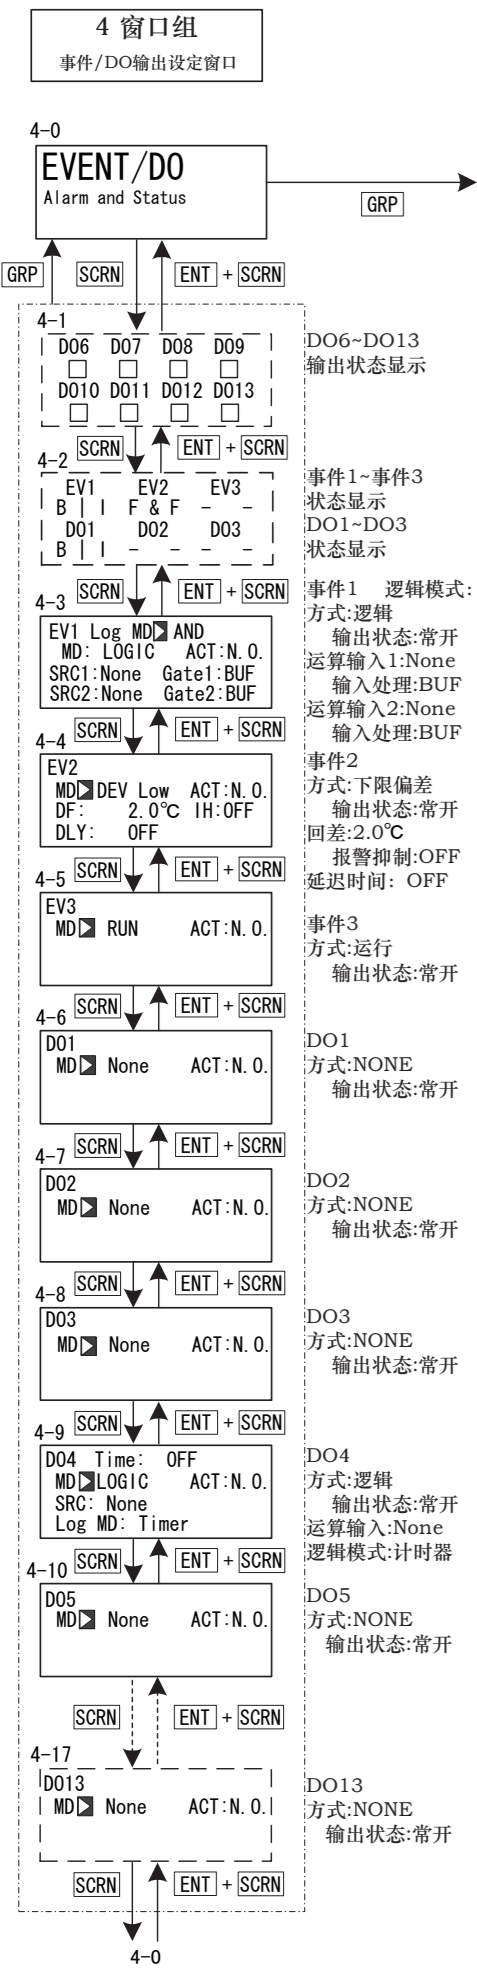 4 窗口组
事件/DO输出设定窗口
4-0
EVENT/DO
Alarm and Status
GRP
GRP SCRN ENT + SCRN
4-1
DO6 DO7 DO8 DO9
DO10 DO11 DO12 DO13
DO6~DO13
输出状态显示
SCRN ENT + SCRN
4-2
EV1 EV2 EV3
B | I F & F - -
DO1 DO2 DO3
B | I - - - -
事件1~事件3
状态显示
DO1~DO3
状态显示
SCRN ENT + SCRN
4-3
EV1 Log MD AND
MD: LOGIC ACT:N.O.
SRC1:None Gate1:BUF
SRC2:None Gate2:BUF
事件1 逻辑模式:
方式:逻辑
输出状态:常开
运算输入1:None
输入处理:BUF
运算输入2:None
输入处理:BUF
SCRN ENT + SCRN
4-4
EV2
MD DEV Low ACT:N.O.
DF: 2.0℃ IH:OFF
DLY: OFF
事件2
方式:下限偏差
输出状态:常开
回差:2.0℃
报警抑制:OFF
延迟时间: OFF
SCRN ENT + SCRN
4-5
EV3
MD RUN ACT:N.O.
事件3
方式:运行
输出状态:常开
SCRN ENT + SCRN
4-6
DO1
MD None ACT:N.O.
DO1
方式:NONE
输出状态:常开
SCRN ENT + SCRN
4-7
DO2
MD None ACT:N.O.
DO2
方式:NONE
输出状态:常开
SCRN ENT + SCRN
4-8
DO3
MD None ACT:N.O.
DO3
方式:NONE
输出状态:常开
SCRN ENT + SCRN
4-9
DO4 Time: OFF
MD LOGIC ACT:N.O.
SRC: None
Log MD: Timer
DO4
方式:逻辑
输出状态:常开
运算输入:None
逻辑模式:计时器
SCRN ENT + SCRN
4-10
DO5
MD None ACT:N.O.
DO5
方式:NONE
输出状态:常开
SCRN ENT + SCRN
4-17
DO13
MD None ACT:N.O.
DO13
方式:NONE
输出状态:常开
SCRN ENT + SCRN
4-0